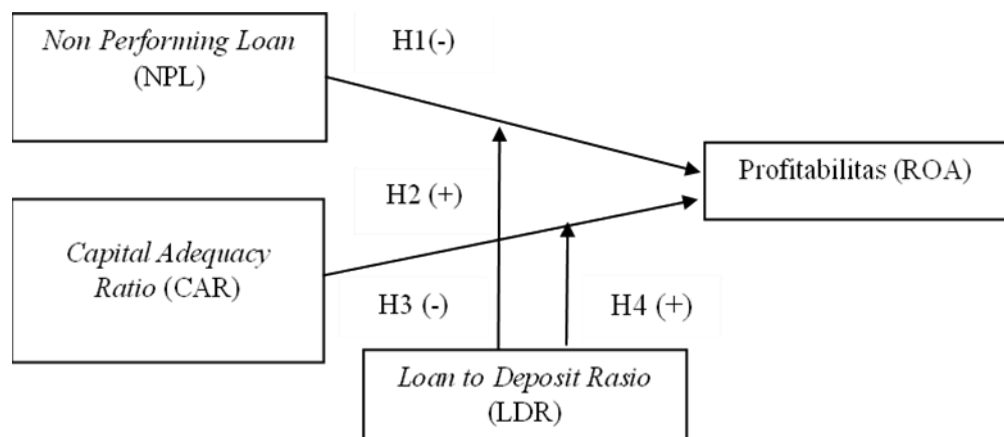 Non Performing Loan
(NPL)
H1(-)
Profitabilitas (ROA)
H2 (+)
Capital Adequacy
Ratio (CAR)
H3 (-)
H4 (+)
Loan to Deposit Rasio
(LDR)